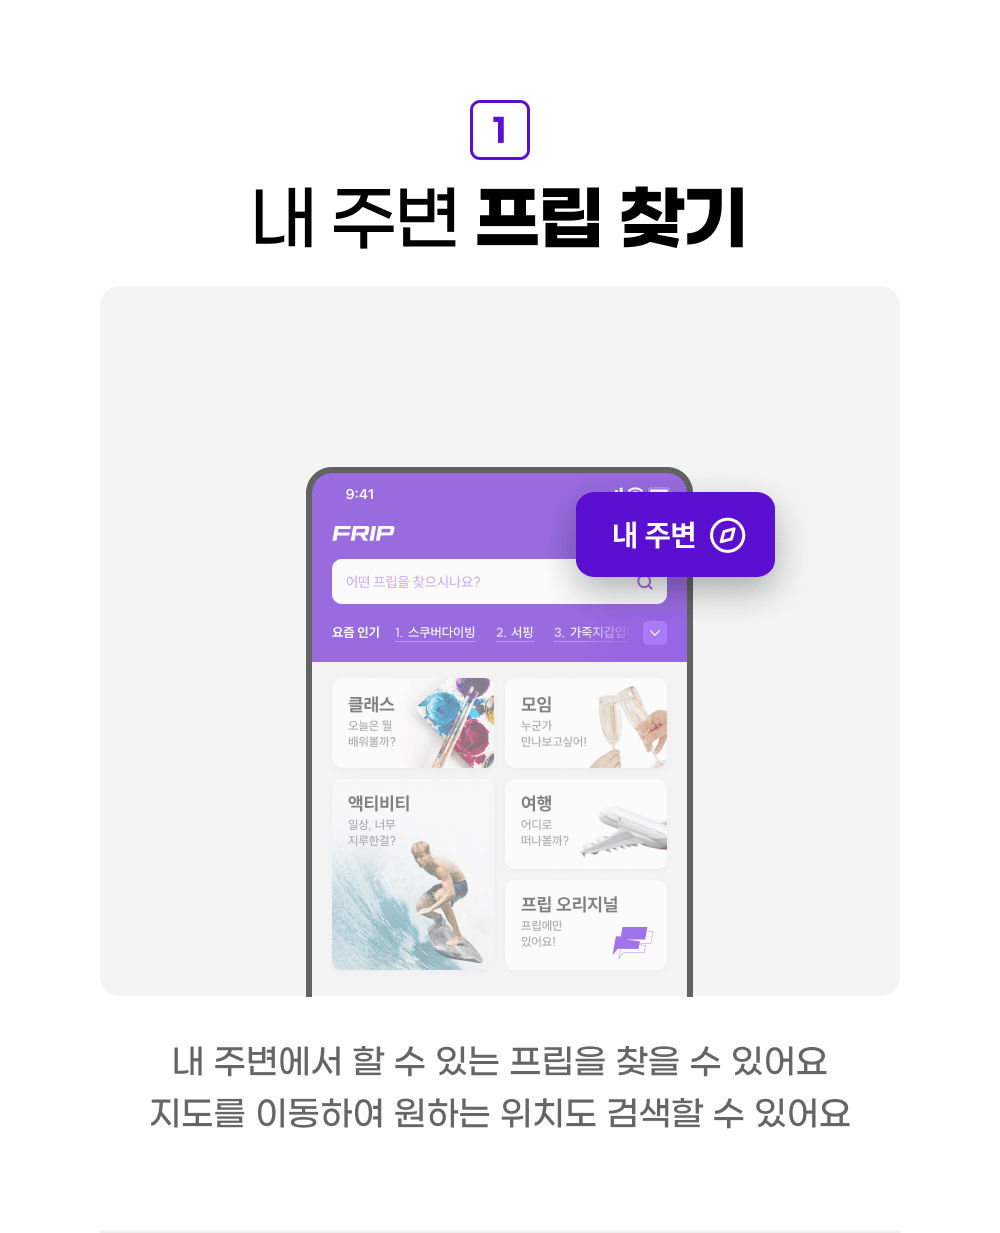 1
내 주변 프립 찾기
9:41
FRIP
내 주변
어떤 프립을 찾으시나요?
요즘 인기 1. 스쿠버다이빙 2. 서핑 3. 가죽지갑입
클래스
오늘은 뭘
배워볼까?
모임
누군가
만나보고싶어!
액티비티
일상, 너무
지루한걸?
여행
어디로
떠나볼까?
프립 오리지널
프립에만
있어요!
내 주변에서 할 수 있는 프립을 찾을 수 있어요
지도를 이동하여 원하는 위치도 검색할 수 있어요